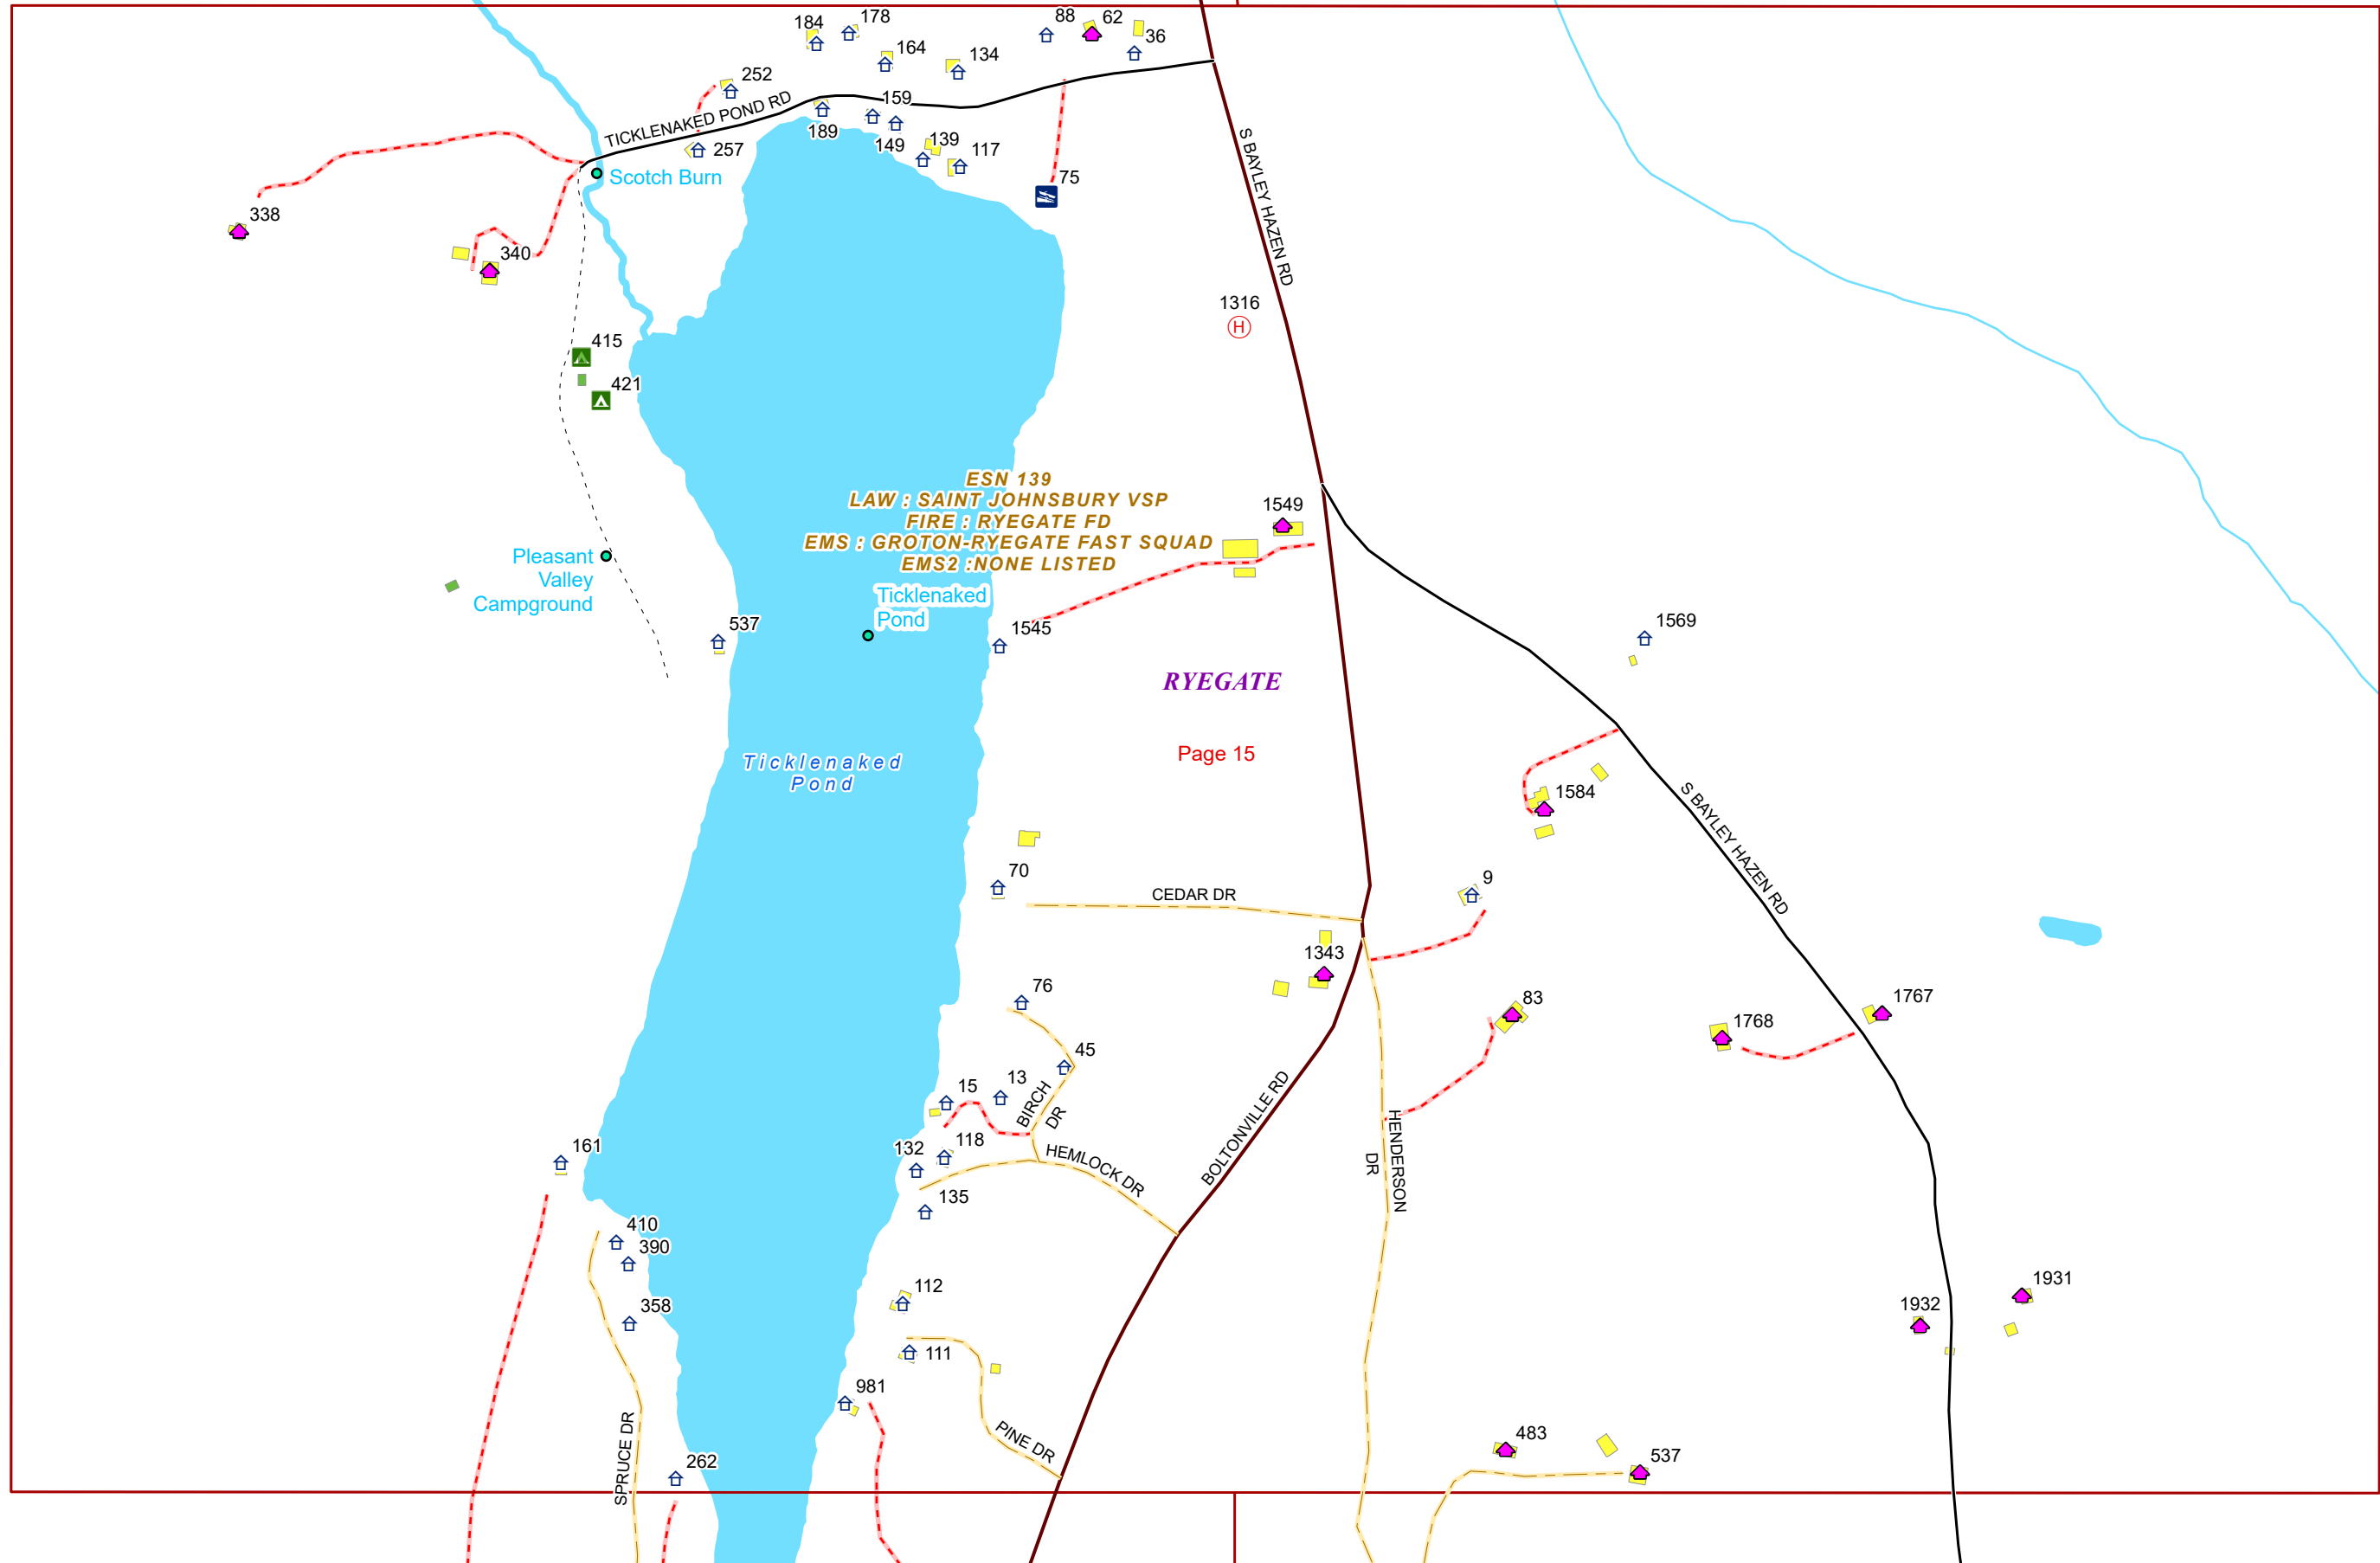 184
178
88
62
36
164
134
252
TICKLENAKED POND RD
159
189
149
139
117
257
Scotch Burn
75
S BAYLEY HAZEN RD
338
340
1316
H
415
421
ESN 139
LAW : SAINT JOHNSBURY VSP
FIRE : RYEGATE FD
EMS : GROTON-RYEGATE FAST SQUAD
EMS2 :NONE LISTED
1549
Pleasant
Valley
Campground
Ticklenaked
Pond
537
1545
1569
RYEGATE
Page 15
Ticklenaked
Pond
1584
S BAYLEY HAZEN RD
70
CEDAR DR
9
1343
76
83
1767
1768
45
15
13
BIRCH
DR
BOLTONVILLE RD
HENDERSON
DR
161
132
118
HEMLOCK DR
135
410
390
358
112
111
1931
1932
981
PINE DR
SPRUCE DR
262
483
537